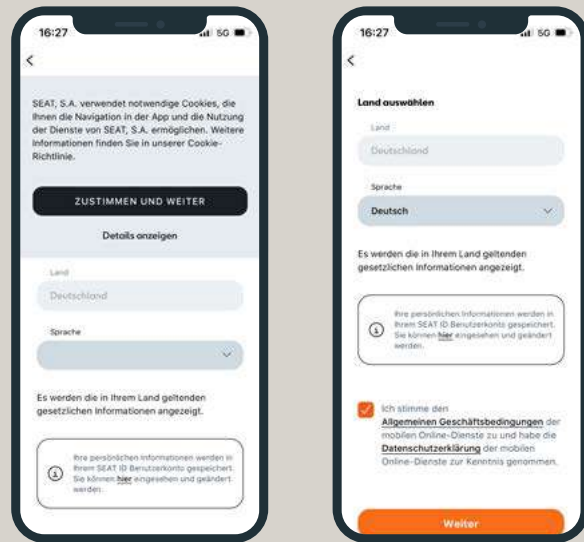 16:27
5G
SEAT, S.A. verwendet notwendige Cookies, die
Ihnen die Navigation in der App und die Nutzung
der Dienste von SEAT, S.A. ermöglichen. Weitere
Informationen finden Sie in unserer Cookie-
Richtlinie.
ZUSTIMMEN UND WEITER
Details anzeigen
Land
Deutschland
Sprache
Es werden die in Ihrem Land geltenden
gesetzlichen Informationen angezeigt.
Ihre persönlichen Informationen werden in
Ihrem SEAT ID Benutzerkonto gespeichert.
Sie können hier eingesehen und geändert
werden.
16:27
5G
Land auswählen
Land
Deutschland
Sprache
Deutsch
Es werden die in Ihrem Land geltenden
gesetzlichen Informationen angezeigt.
Ihre persönlichen Informationen werden in
Ihrem SEAT ID Benutzerkonto gespeichert.
Sie können hier eingesehen und geändert
werden.
Ich stimme den
Allgemeinen Geschäftsbedingungen der
mobilen Online-Dienste zu und habe die
Datenschutzerklärung der mobilen
Online-Dienste zur Kenntnis genommen.
Weiter